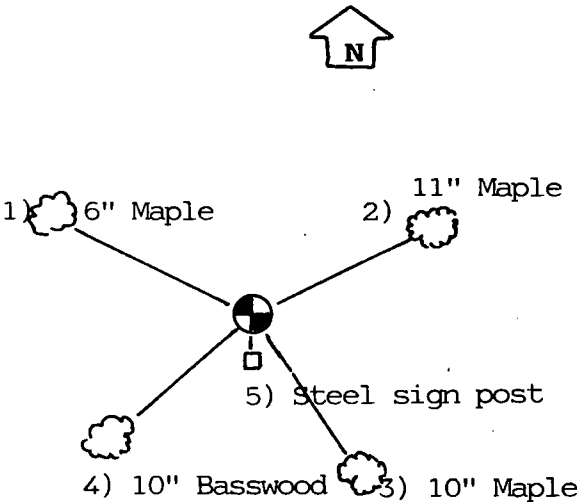 N
11" Maple
1) 6" Maple
2)
5) Steel sign post
4) 10" Basswood
3) 10" Maple